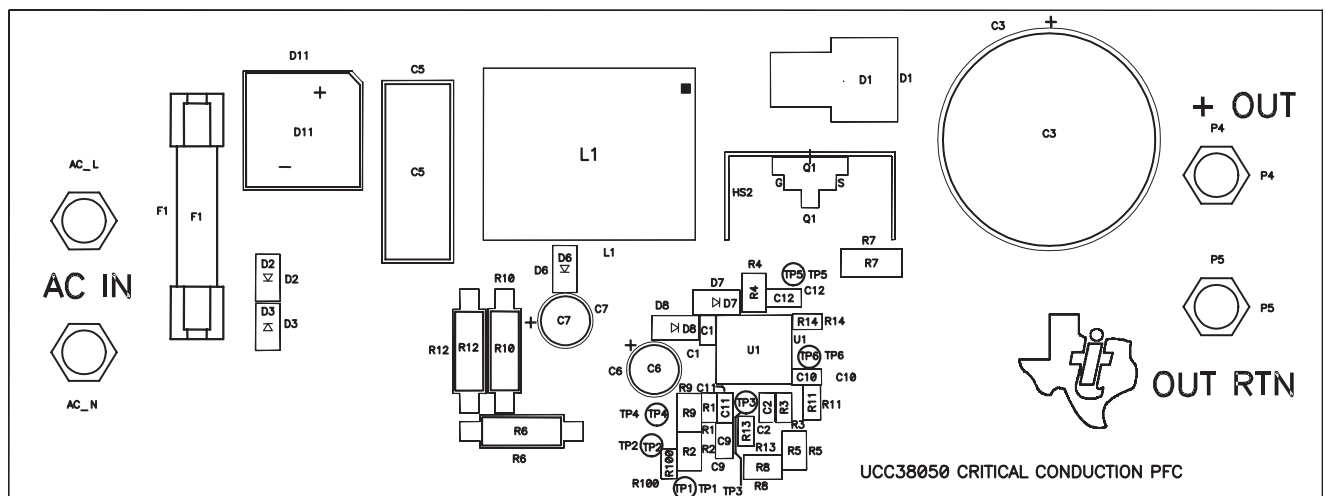 C3
+
D11
C5
D1
D1
+
D11
−
+ OUT
L1
C3
P4
P4
AC_L
C5
Q1
G S
HS2
Q1
F1
F1
L1
R7
R7
P5
P5
D2
D2
D6
D6
R4
R4
TP5
TP5
AC IN
R10
D7
D7
C12
C12
D3
D3
+
C7
C7
D8
D8
C1
C1
R14
R14
R12
R12
R10
U1
U1
+
C6
C6
TP6
TP6
C10
C10
OUT RTN
AC_N
R9
C11
TP4
TP4
R9
R1
C11
TP3
C2
R3
R11
R11
R6
R6
TP2
TP2
R1
R13
C2
R3
R100
R2
R2
C9
C9
R13
R5
R5
R100
R8
R8
TP1
TP1
TP3
UCC38050 CRITICAL CONDUCTION PFC